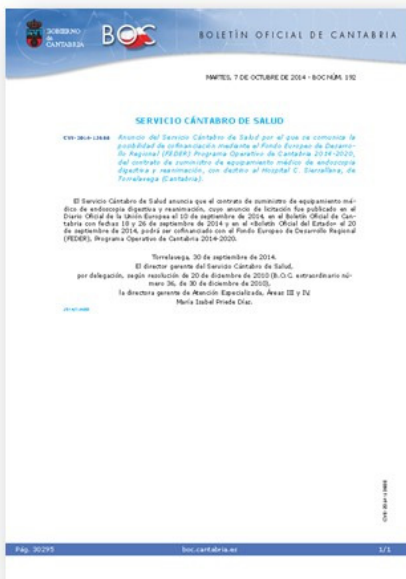 GOBIERNO
de
CANTABRIA
BOC
BOLETÍN OFICIAL DE CANTABRIA
MARTES, 7 DE OCTUBRE DE 2014 - BOC NÚM. 192
SERVICIO CÁNTABRO DE SALUD
Anuncio del Servicio Cántabro de Salud por el que se comunica la
posibilidad de cofinanciación mediante el Fondo Europeo de Desarro-
llo Regional (FEDER) Programa Operativo de Cantabria 2014-2020,
del contrato de suministro de equipamiento médico de endoscopia
digestiva y reanimación, con destino al Hospital C. Sierrallana, de
Torrelavega (Cantabria).
El Servicio Cántabro de Salud anuncia que el contrato de suministro de equipamiento mé-
dico de endoscopia digestiva y reanimación, cuyo anuncio de licitación fue publicado en el
Diario Oficial de la Unión Europea el 10 de septiembre de 2014, en el Boletín Oficial de Can-
tabria con fechas 18 y 26 de septiembre de 2014 y en el «Boletín Oficial del Estado» el 20
de septiembre de 2014, podrá ser cofinanciado con el Fondo Europeo de Desarrollo Regional
(FEDER), Programa Operativo de Cantabria 2014-2020.
Torrelavega, 30 de septiembre de 2014.
El director gerente del Servicio Cántabro de Salud,
por delegación, según resolución de 20 de diciembre de 2010 (B.O.C. extraordinario nú-
mero 36, de 30 de diciembre de 2010),
la directora gerente de Atención Especializada, Áreas III y IV,
María Isabel Priede Díaz.
Pág. 30295
boc.cantabria.es
1/1